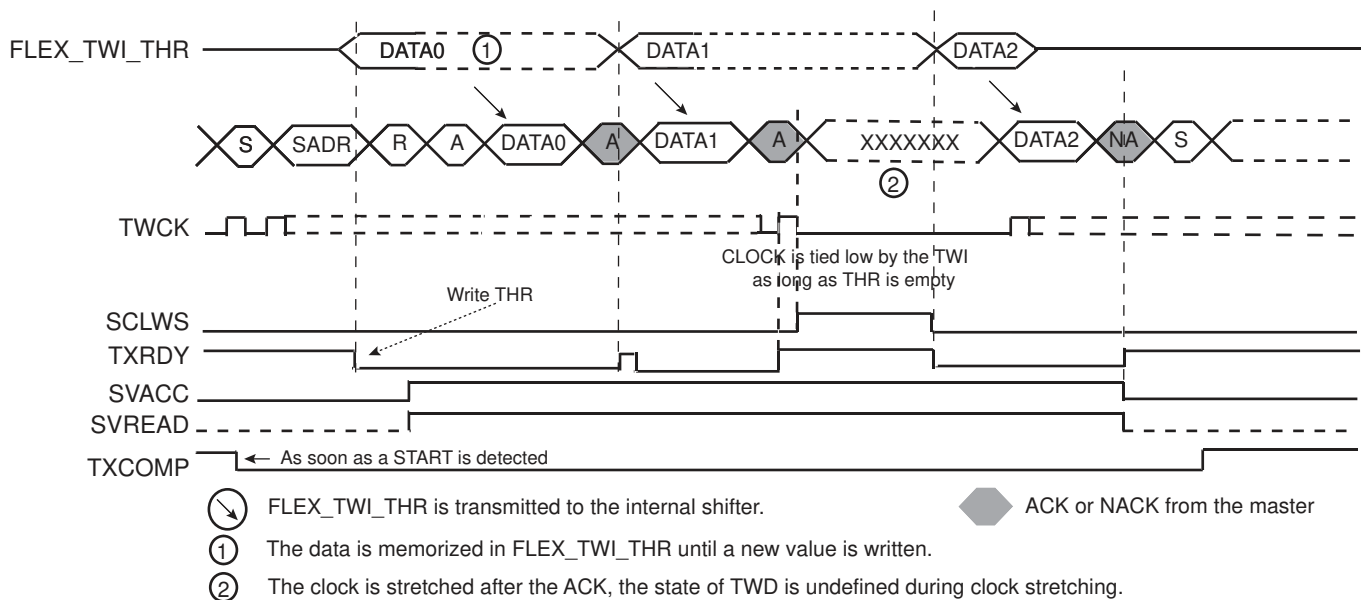 FLEX_TWI_THR DATA0 1 DATA1 DATA2
S SADR R A DATA0 A DATA1 A XXXXXXX DATA2 NA S
2
TWCK
CLOCK is tied low by the TWI
as long as THR is empty
Write THR
SCLWS
TXRDY
SVACC
SVREAD
TXCOMP As soon as a START is detected
FLEX_TWI_THR is transmitted to the internal shifter. ACK or NACK from the master
1 The data is memorized in FLEX_TWI_THR until a new value is written.
2 The clock is stretched after the ACK, the state of TWD is undefined during clock stretching.